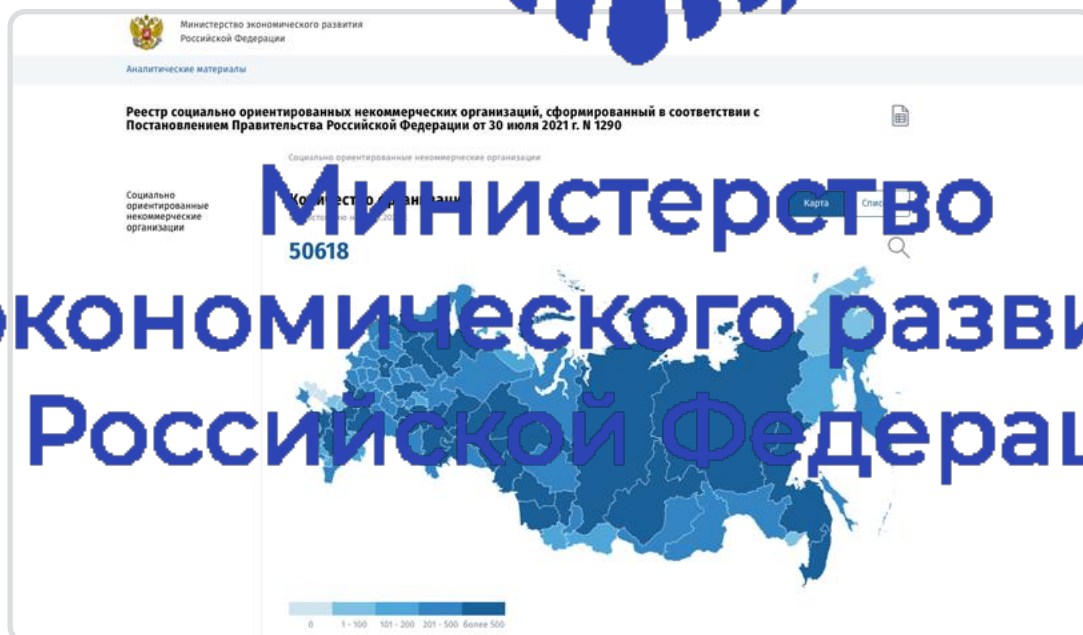 Министерство экономического развития
Российской Федерации
Аналитические материалы
Реестр социально ориентированных некоммерческих организаций, сформированный в соответствии с
Постановлением Правительства Российской Федерации от 30 июля 2021 г. N 1290
Социально ориентированные некоммерческие организации
Социально
ориентированные
некоммерческие
организации
Количество организаций
Карта
Министерство
50618
кономического разви
Российской Федерац
0
1 - 100
101 - 200
201 - 500
более 500